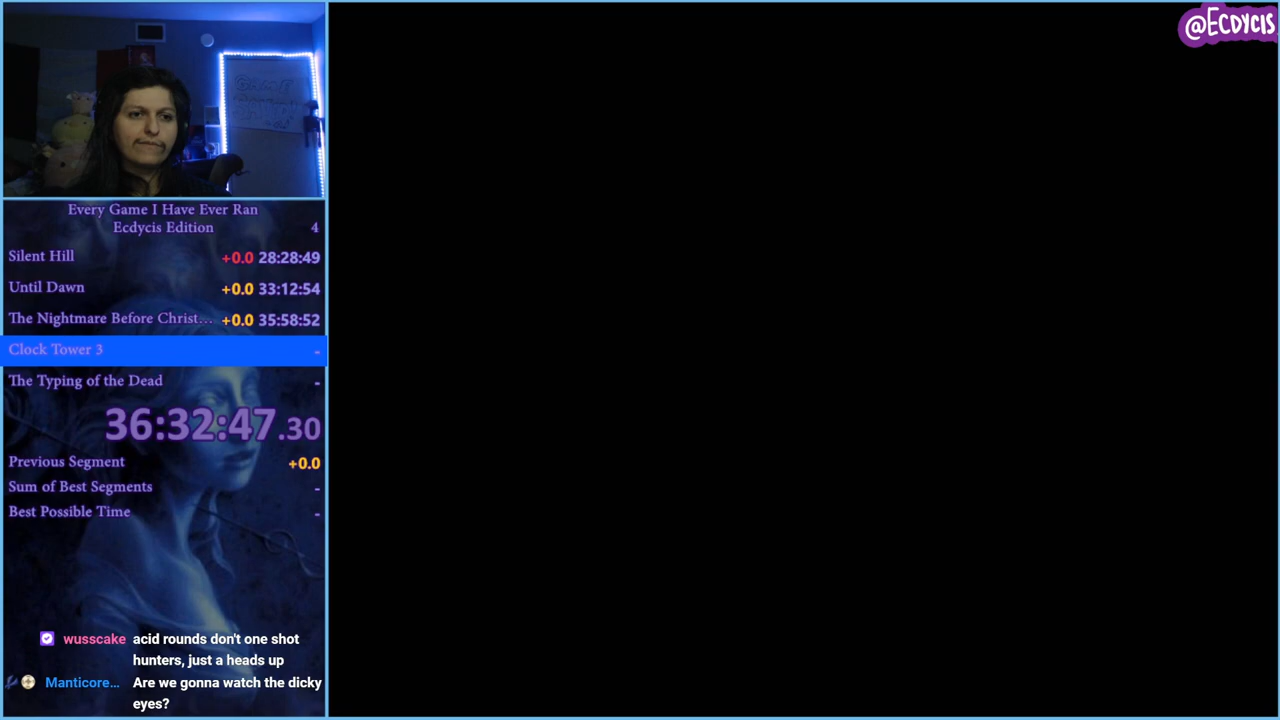 @ECDYCIS
Every Game I Have Ever Ran
Ecdycis Edition 4
Silent Hill +0.0 28:28:49
Until Dawn +0.0 33:12:54
The Nightmare Before Christ... +0.0 35:58:52
Clock Tower 3 -
The Typing of the Dead -
36:32:47.30
Previous Segment +0.0
Sum of Best Segments -
Best Possible Time -
wusscake acid rounds don't one shot
hunters, just a heads up
Manticore... Are we gonna watch the dicky
eyes?